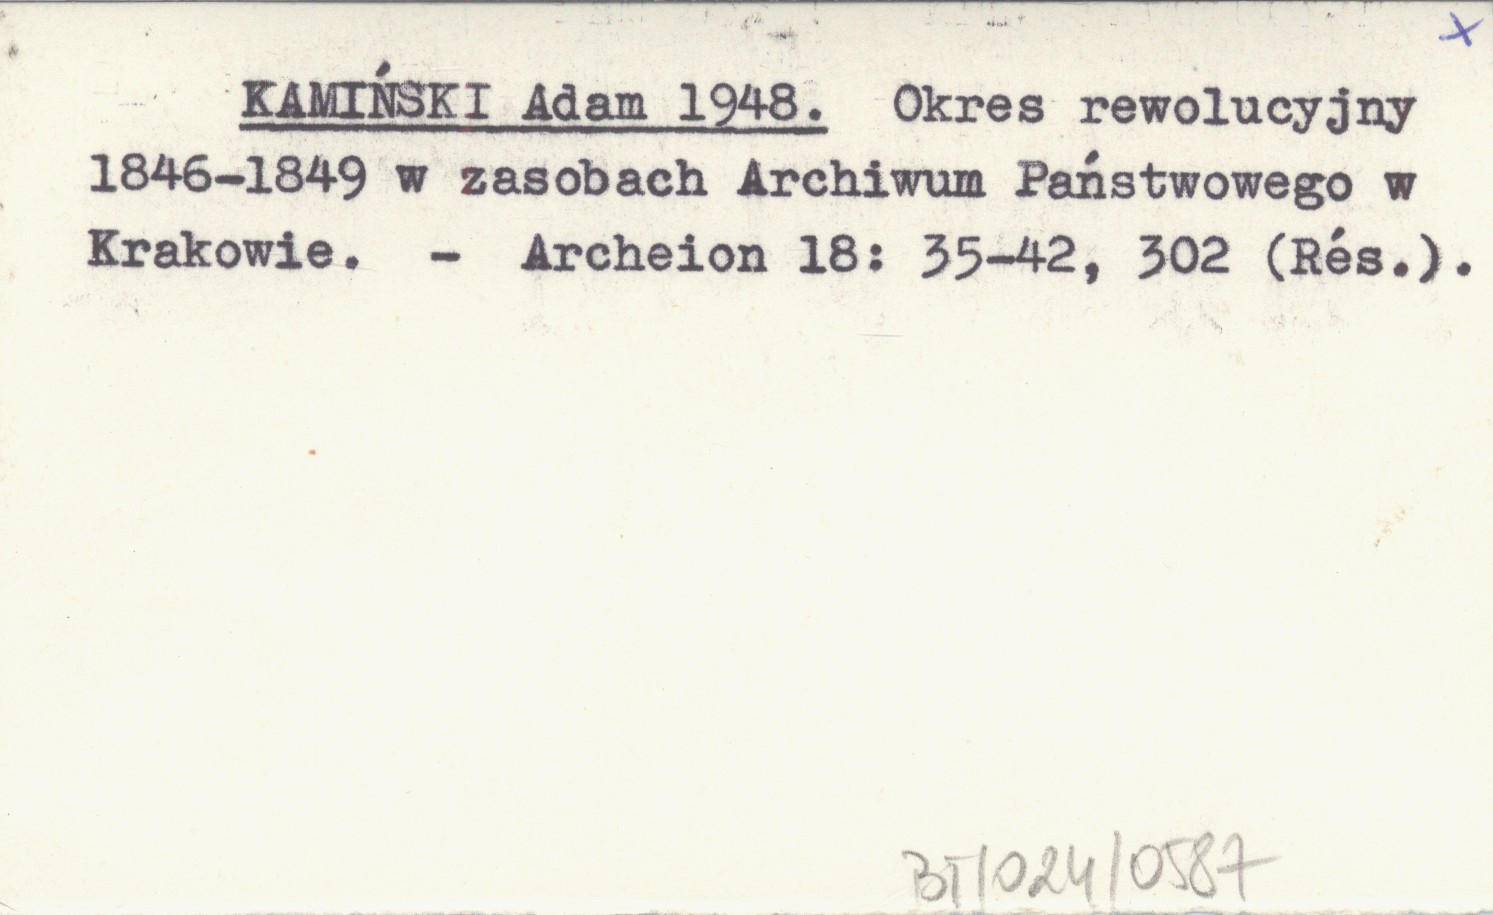 x
KAMIŃSKI Adam 1948. Okres rewolucyjny
1846-1849 w zasobach Archiwum Państwowego w
Krakowie. - Archeion 18: 35-42, 302 (Rés.).
BT/024/0587